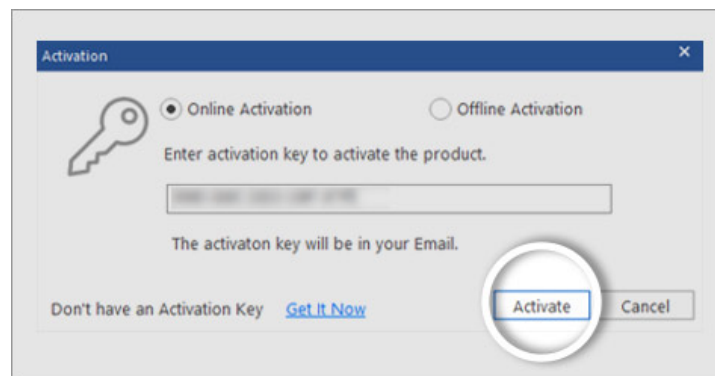 Activation
Online Activation Offline Activation
Enter activation key to activate the product.
The activaton key will be in your Email.
Don't have an Activation Key Get It Now Activate Cancel